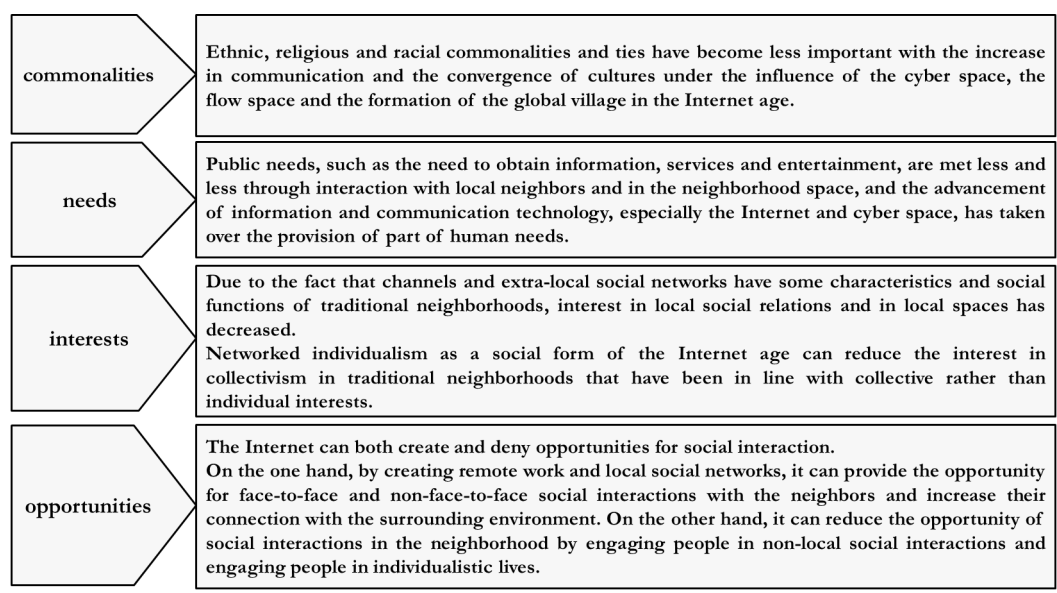 commonalities
Ethnic, religious and racial commonalities and ties have become less important with the increase
in communication and the convergence of cultures under the influence of the cyber space, the
flow space and the formation of the global village in the Internet age.
needs
Public needs, such as the need to obtain information, services and entertainment, are met less and
less through interaction with local neighbors and in the neighborhood space, and the advancement
of information and communication technology, especially the Internet and cyber space, has taken
over the provision of part of human needs.
interests
Due to the fact that channels and extra-local social networks have some characteristics and social
functions of traditional neighborhoods, interest in local social relations and in local spaces has
decreased.
Networked individualism as a social form of the Internet age can reduce the interest in
collectivism in traditional neighborhoods that have been in line with collective rather than
individual interests.
opportunities
The Internet can both create and deny opportunities for social interaction.
On the one hand, by creating remote work and local social networks, it can provide the opportunity
for face-to-face and non-face-to-face social interactions with the neighbors and increase their
connection with the surrounding environment. On the other hand, it can reduce the opportunity of
social interactions in the neighborhood by engaging people in non-local social interactions and
engaging people in individualistic lives.